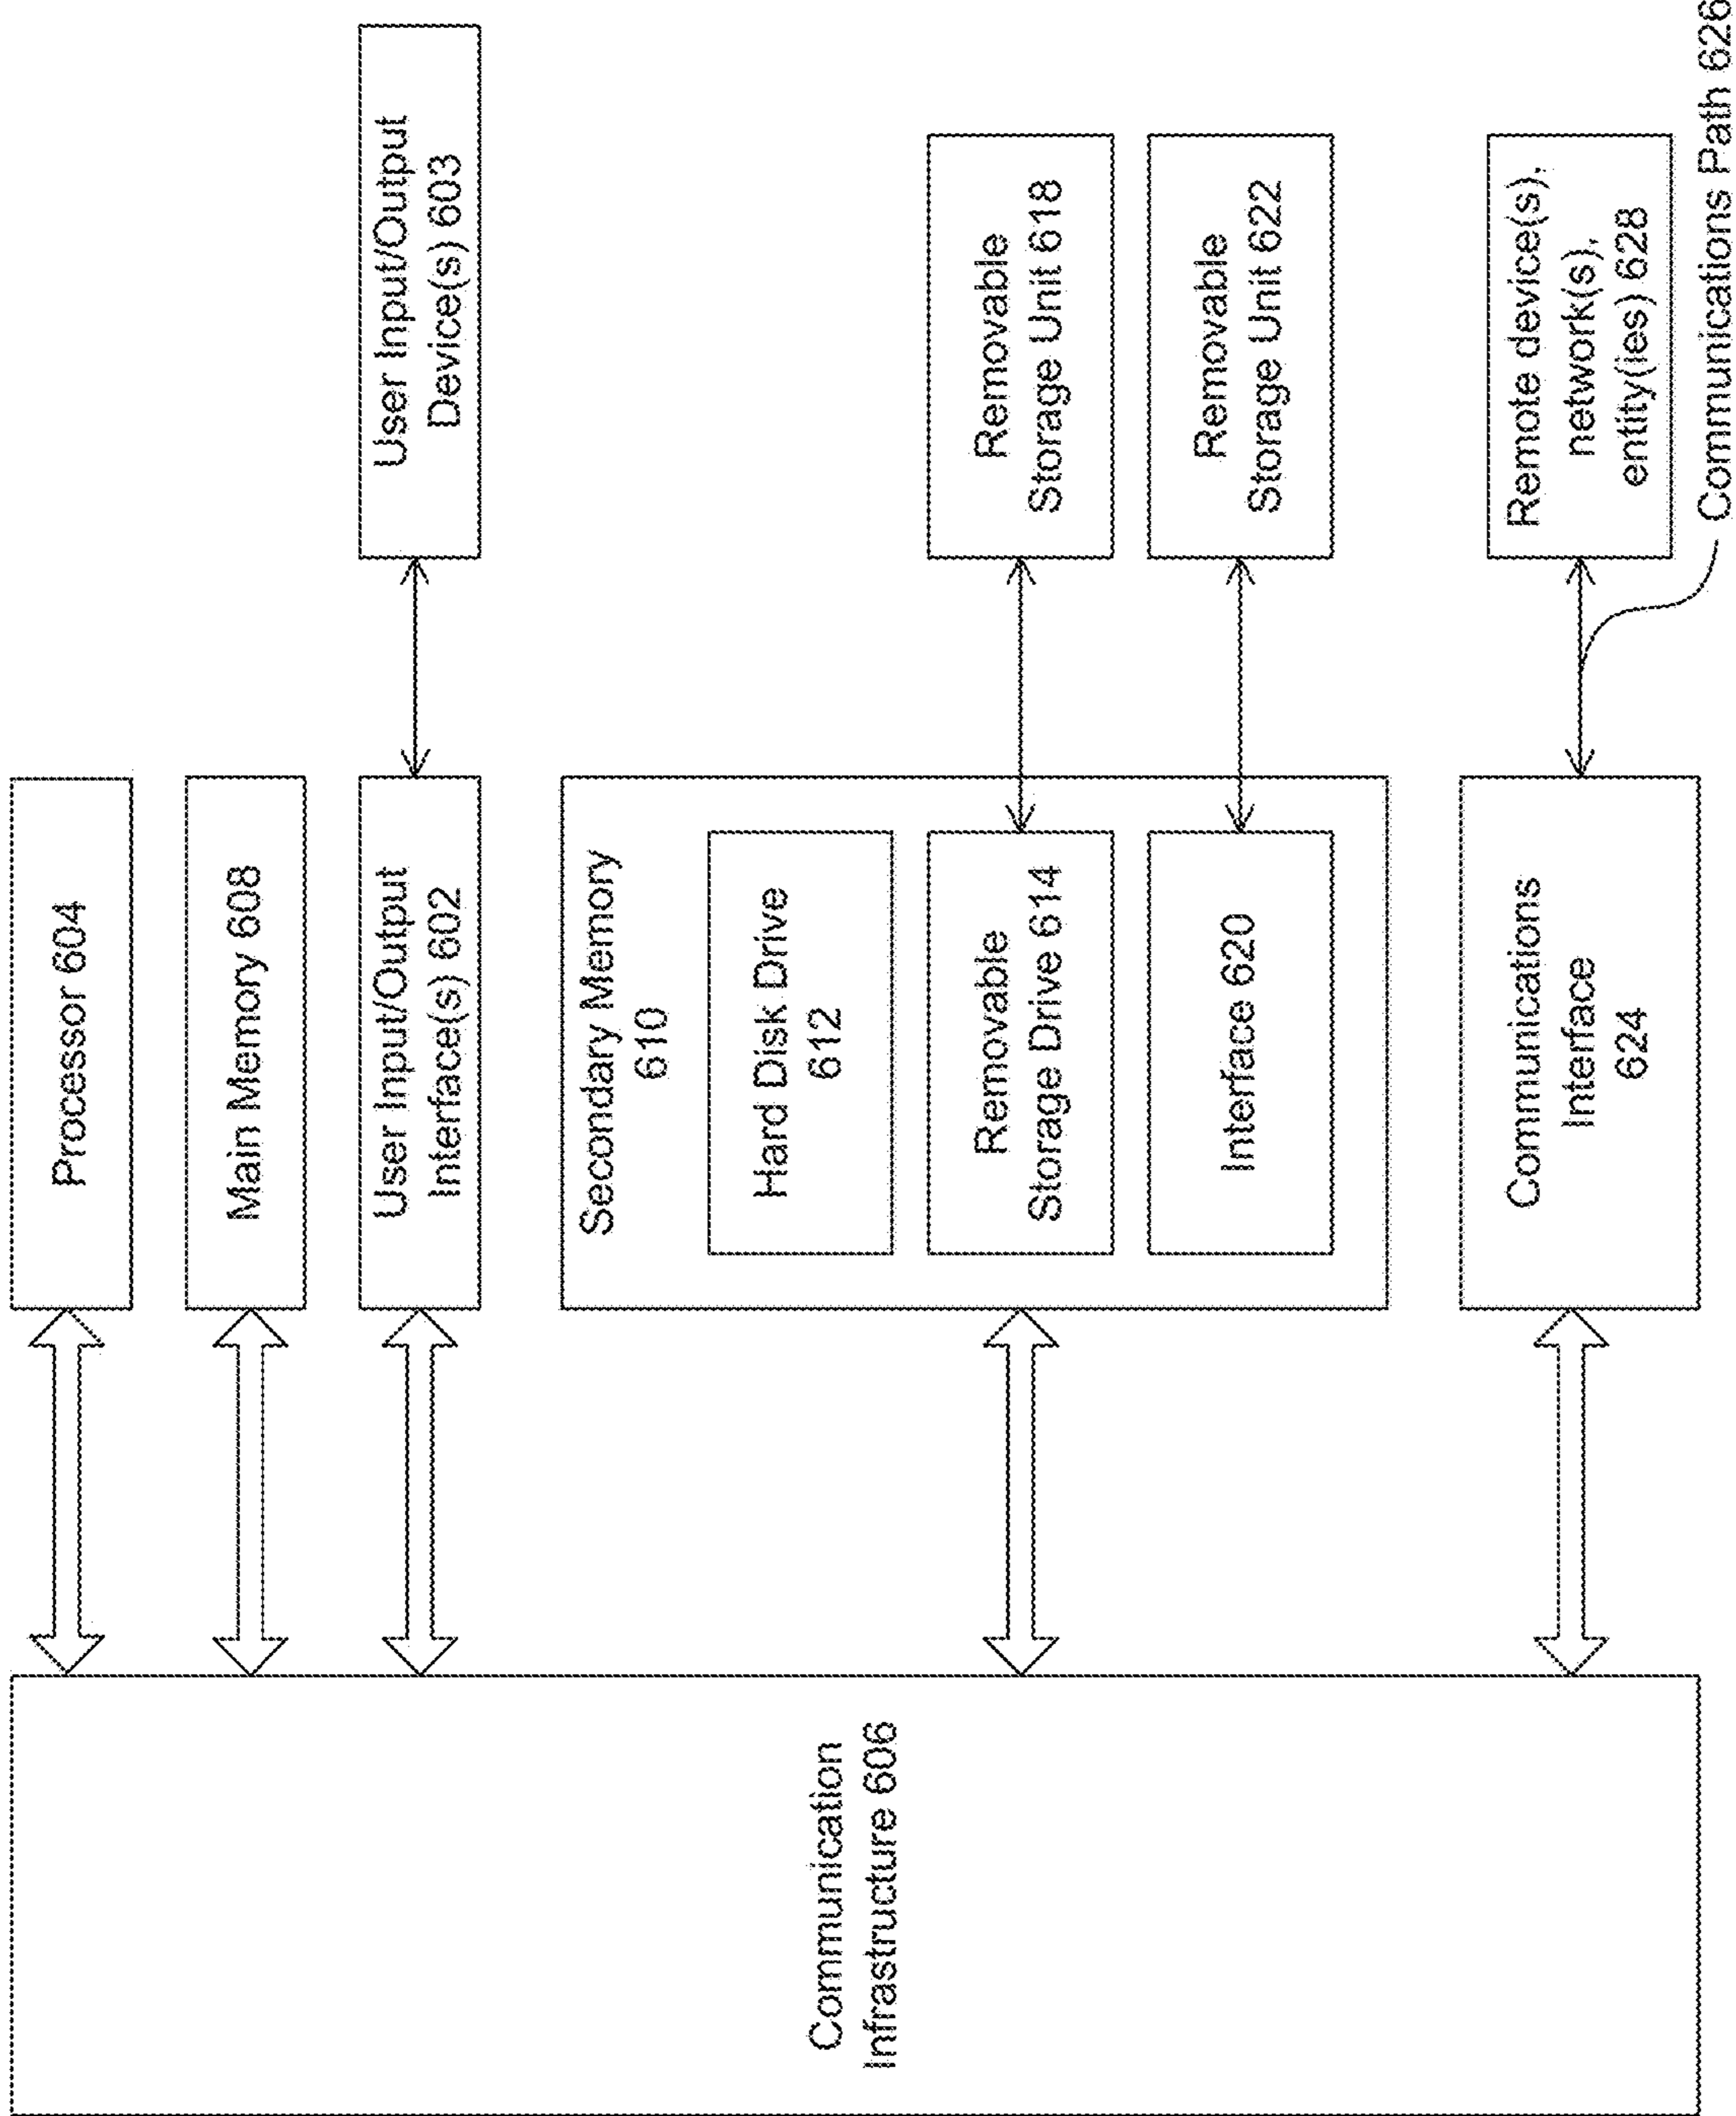 Processor 604
Main Memory 608
User Input/Output
Interface(s) 602
User Input/Output
Device(s) 603
Secondary Memory
610
Hard Disk Drive
612
Removable
Storage Drive 614
Removable
Storage Unit 618
Interface 620
Removable
Storage Unit 622
Communications
Interface
624
Remote device(s),
network(s),
entity(ies) 628
Communications Path 626
Communication
Infrastructure 606